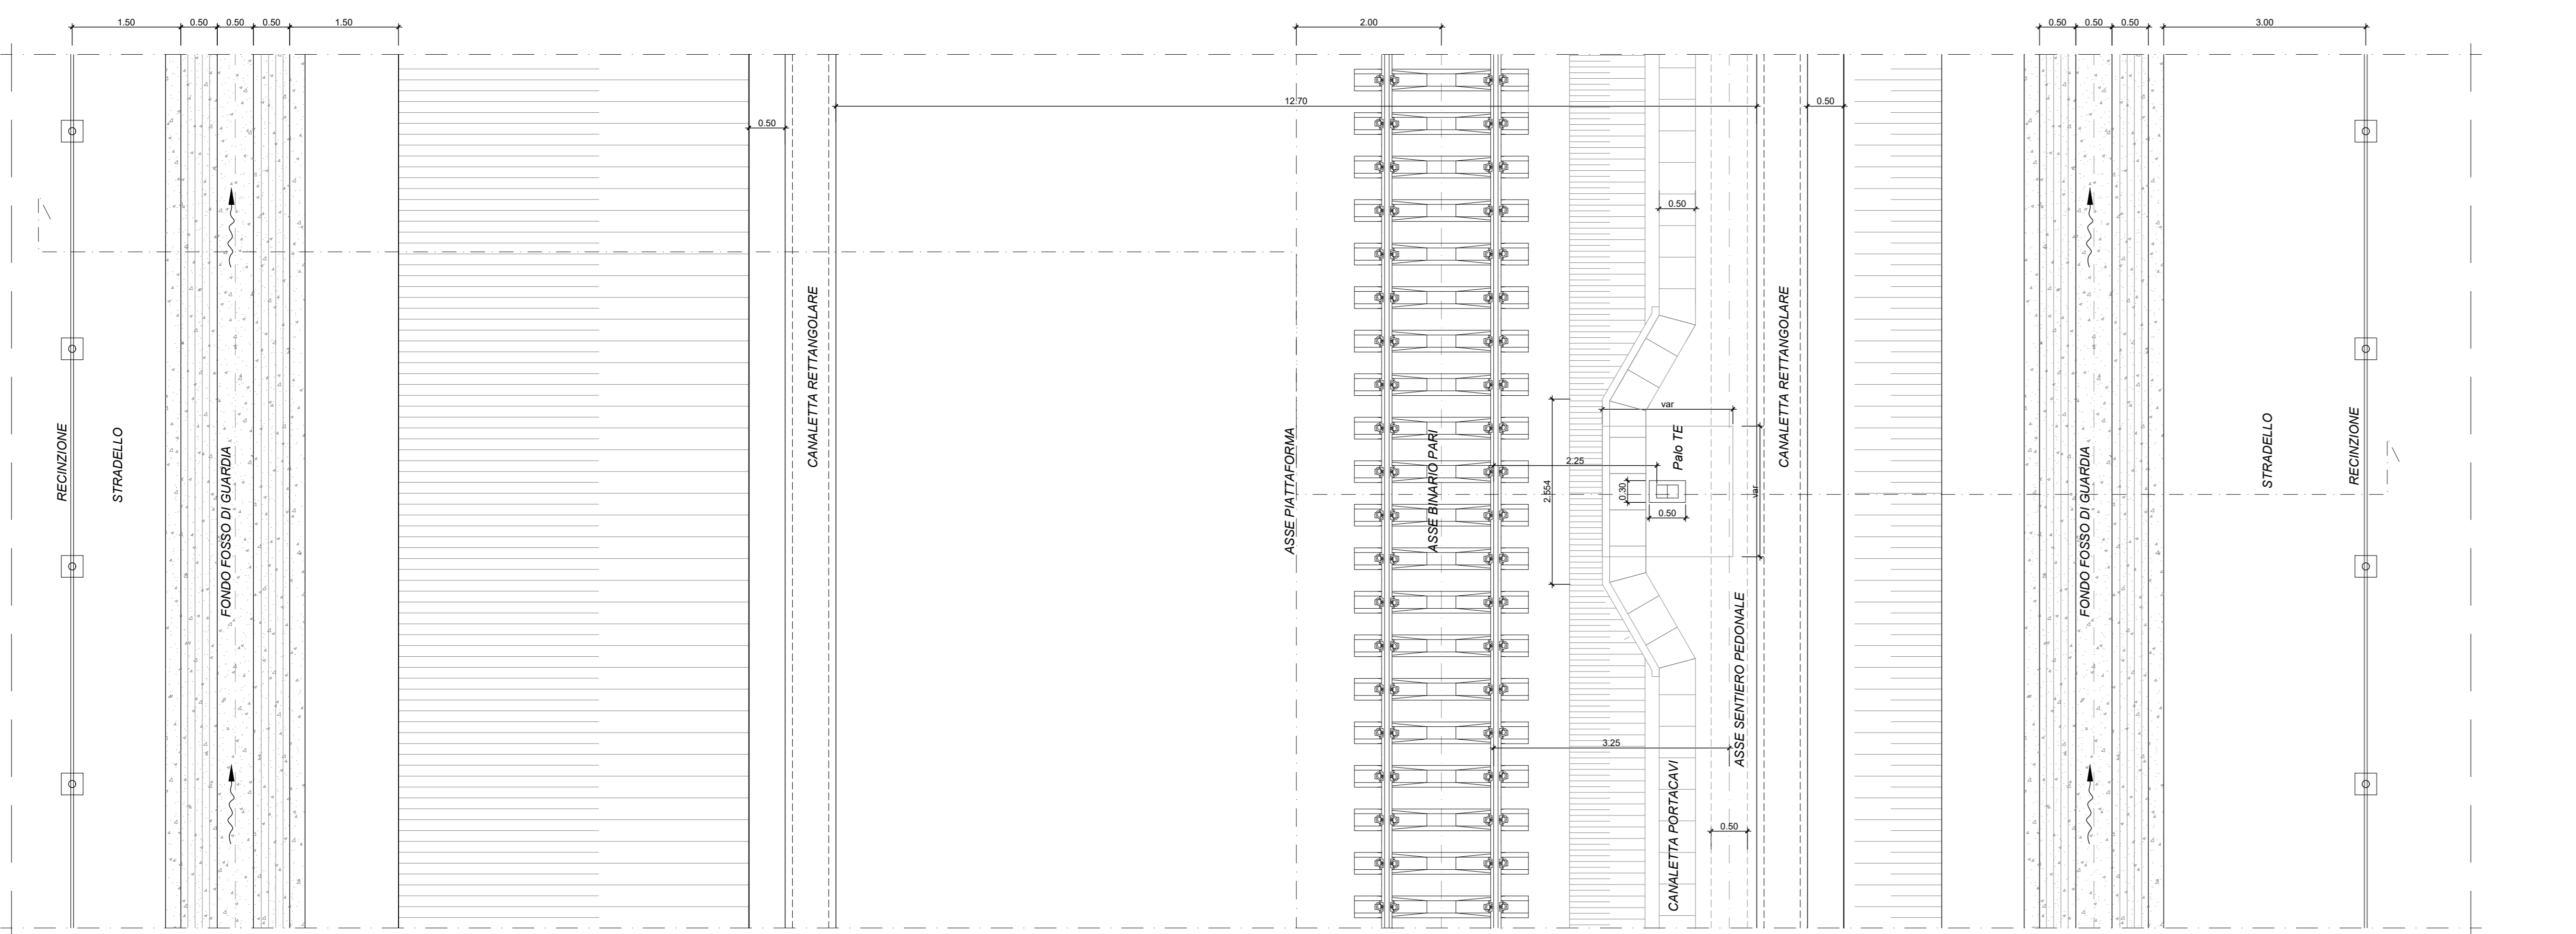 1.50
0.50
0.50
0.50
1.50
2.00
0.50
0.50
0.50
3.00
12.70
0.50
0.50
0.50
RECINZIONE
STRADELLO
FONDO FOSSO DI GUARDIA
CANALETTA RETTANGOLARE
ASSE PIATTAFORMA
ASSE BINARIO PARI
var
2.25
2.554
0.30
0.50
Palo TE
var
CANALETTA RETTANGOLARE
FONDO FOSSO DI GUARDIA
STRADELLO
RECINZIONE
ASSE SENTIERO PEDONALE
3.25
CANALETTA PORTACAVI
0.50